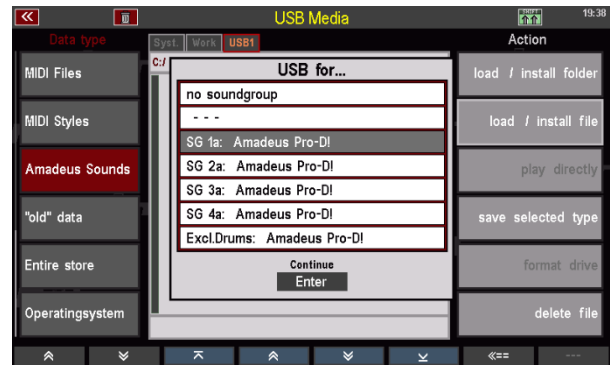 USB Media
SHIFT
19:38
Data type
Syst. Work USB1
Action
C:/
USB for...
no soundgroup
- - -
SG 1a: Amadeus Pro-D!
SG 2a: Amadeus Pro-D!
SG 3a: Amadeus Pro-D!
SG 4a: Amadeus Pro-D!
Excl.Drums: Amadeus Pro-D!
Continue
Enter
MIDI Files
MIDI Styles
Amadeus Sounds
"old" data
Entire store
Operatingsystem
load / install folder
load / install file
play directly
save selected type
format drive
delete file
«==
---